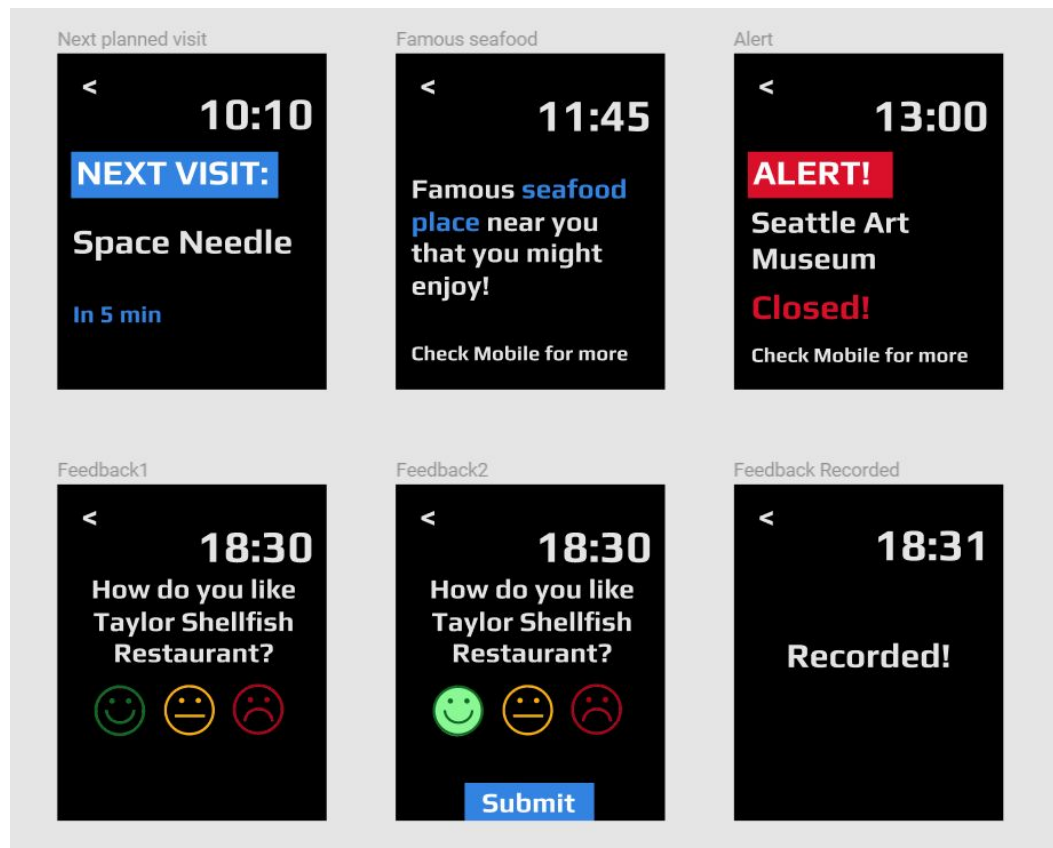 Next planned visit
<
10:10
NEXT VISIT:
Space Needle
In 5 min
Famous seafood
<
11:45
Famous seafood
place near you
that you might
enjoy!
Check Mobile for more
Alert
<
13:00
ALERT!
Seattle Art
Museum
Closed!
Check Mobile for more
Feedback1
<
18:30
How do you like
Taylor Shellfish
Restaurant?
Feedback2
<
18:30
How do you like
Taylor Shellfish
Restaurant?
Submit
Feedback Recorded
<
18:31
Recorded!